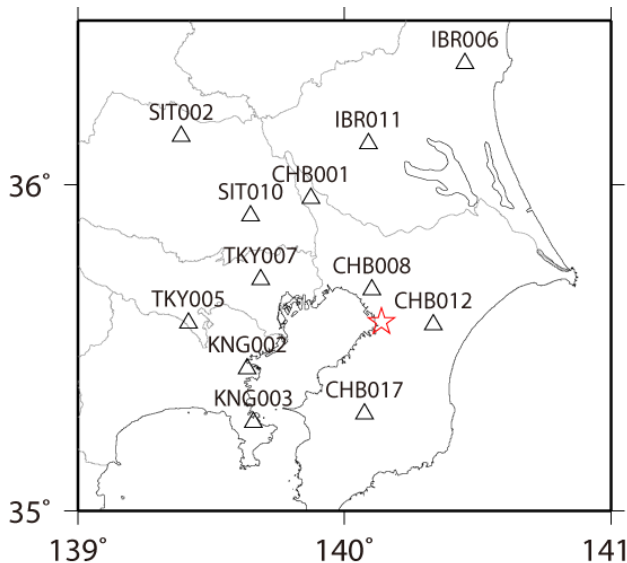 IBR006
SIT002
IBR011
CHB001
36°
SIT010
TKY007
CHB008
TKY005
CHB012
KNG002
KNG003
CHB017
35°
139°
140°
141°